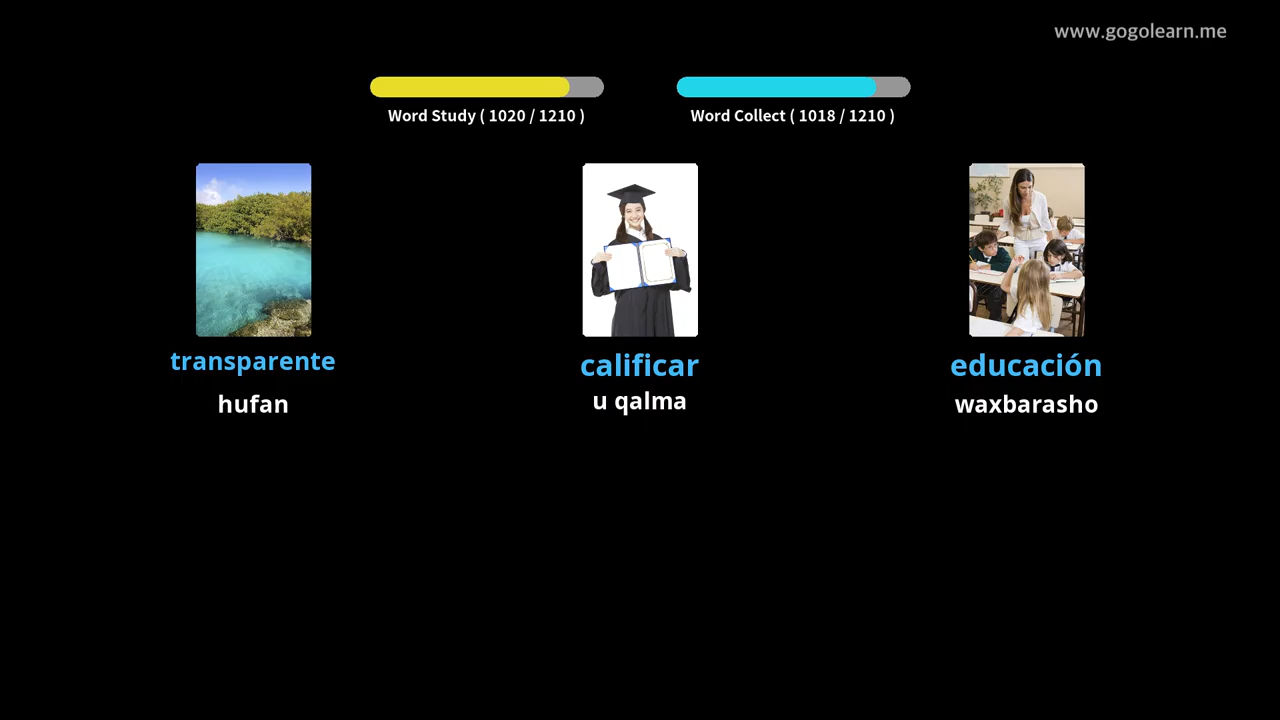 www.gogolearn.me
Word Study ( 1020 / 1210 )
Word Collect ( 1018 / 1210 )
transparente
hufan
calificar
u qalma
educación
waxbarasho